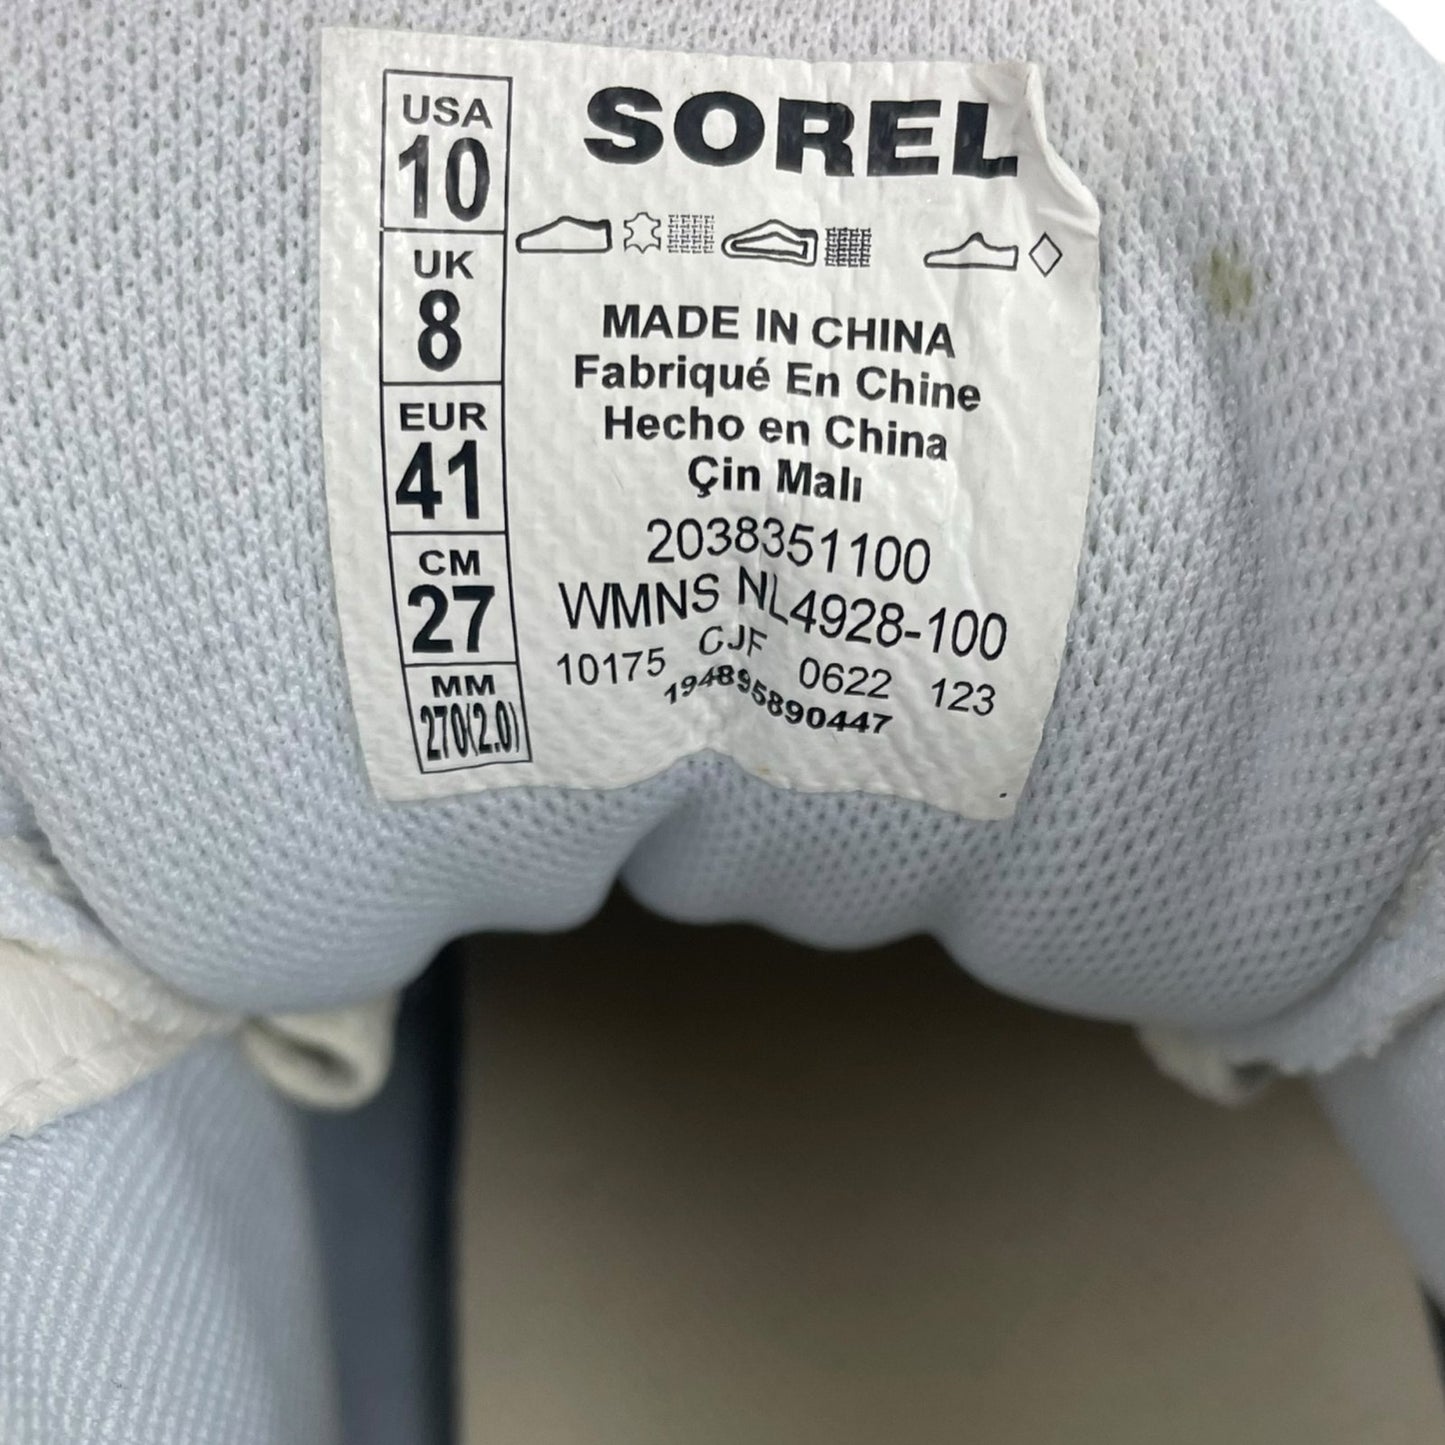 USA
10
UK
8
EUR
41
CM
27
MM
270(2.0)
SOREL
MADE IN CHINA
Fabriqué En Chine
Hecho en China
Çin Malı
2038351100
WMNS NL4928-100
10175 CJF 0622 123
194895890447